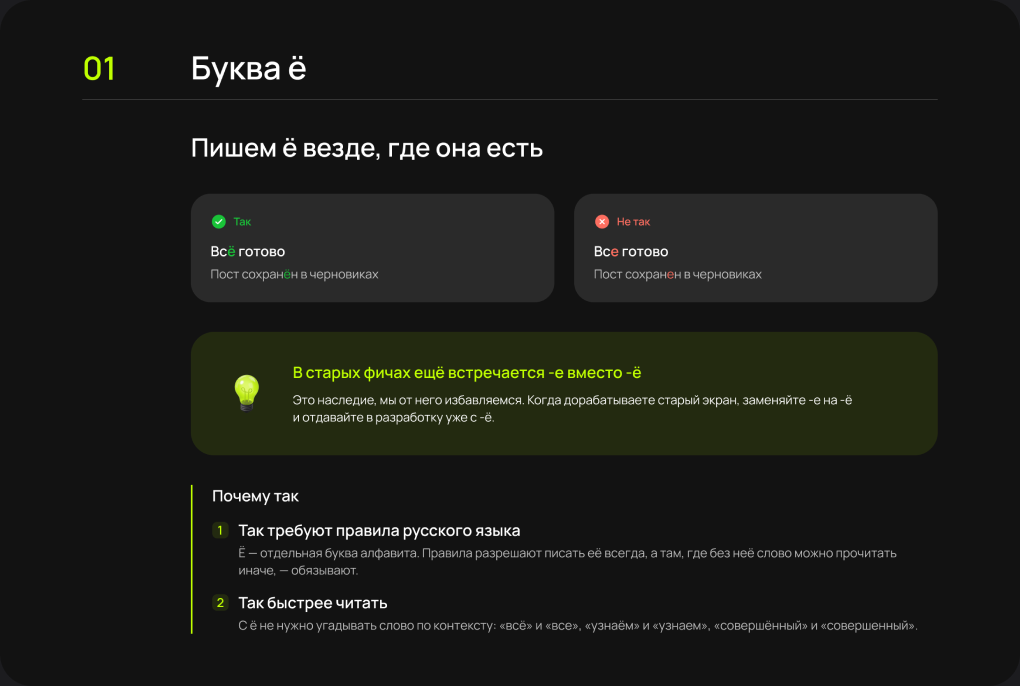 01 Буква ё
Пишем ё везде, где она есть
Так
Всё готово
Пост сохранён в черновиках
Не так
Все готово
Пост сохранен в черновиках
В старых фичах ещё встречается -е вместо -ё
Это наследие, мы от него избавляемся. Когда дорабатываете старый экран, заменяйте -е на -ё
и отдавайте в разработку уже с -ё.
Почему так
1 Так требуют правила русского языка
Ё — отдельная буква алфавита. Правила разрешают писать её всегда, а там, где без неё слово можно прочитать
иначе, — обязывают.
2 Так быстрее читать
С ё не нужно угадывать слово по контексту: «всё» и «все», «узнаём» и «узнаем», «совершённый» и «совершенный».